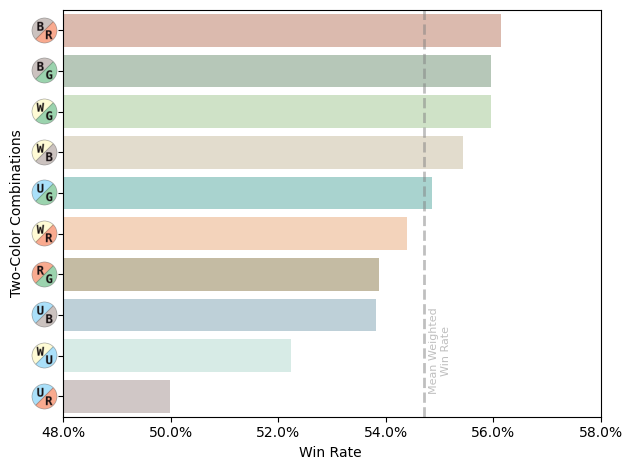 B R
B G
W G
W B
U G
W R
R G
U B
W U
U R
Two-Color Combinations
Mean Weighted
Win Rate
48.0% 50.0% 52.0% 54.0% 56.0% 58.0%
Win Rate